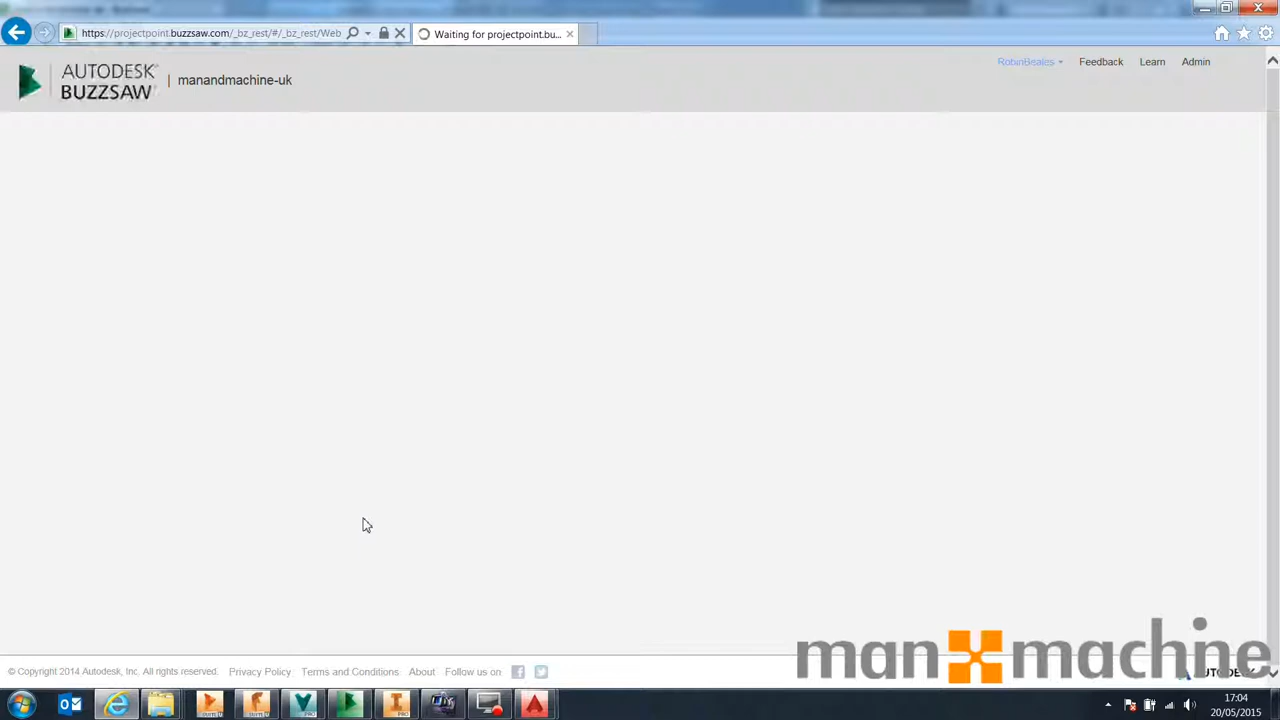 https://projectpoint.buzzsaw.com/_bz_rest/#/_bz_rest/Web
Waiting for projectpoint.bu...
AUTODESK
BUZZSAW
manandmachine-uk
RobinBeales
Feedback
Learn
Admin
man machine
© Copyright 2014 Autodesk, Inc. All rights reserved.
Privacy Policy
Terms and Conditions
About
Follow us on
17:04
20/05/2015